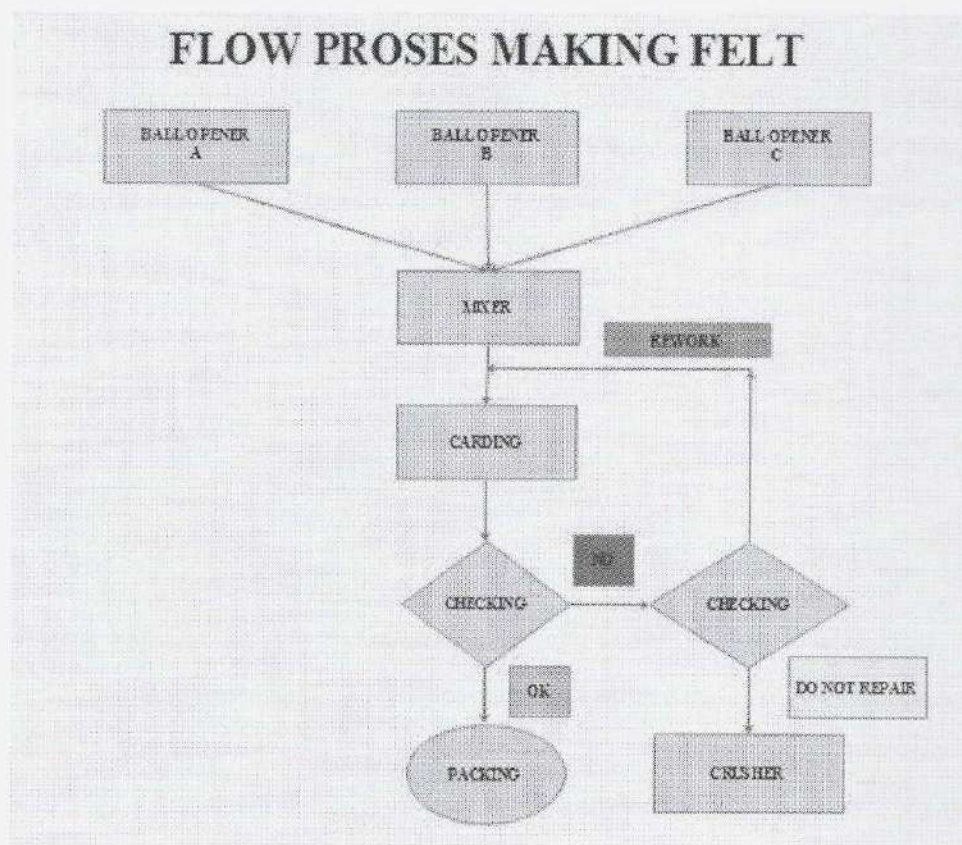 FLOW PROSES MAKING FELT
BALL OPENER
A
BALL OPENER
B
BALL OPENER
C
MIXER
REWORK
CARDING
CHECKING
CHECKING
OK
DO NOT REPAIR
PACKING
CRUSHER